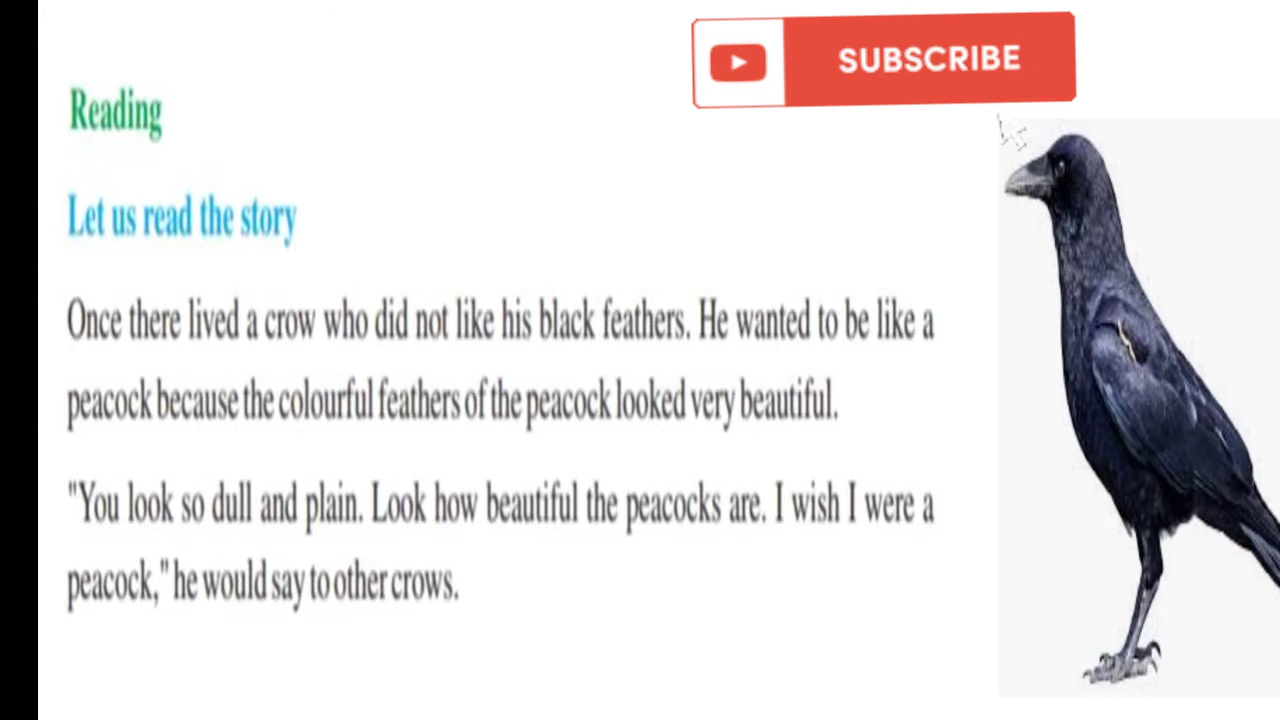 SUBSCRIBE
Reading
Let us read the story
Once there lived a crow who did not like his black feathers. He wanted to be like a
peacock because the colourful feathers of the peacock looked very beautiful.
"You look so dull and plain. Look how beautiful the peacocks are. I wish I were a
peacock," he would say to other crows.